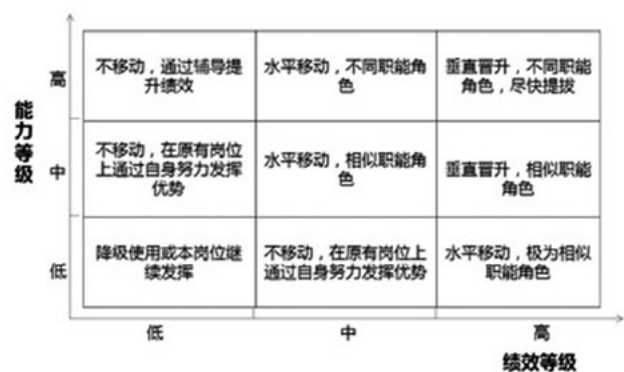 能力等级
高
不移动，通过辅导提
升绩效
水平移动，不同职能角
色
垂直晋升，不同职能
角色，尽快提拔
中
不移动，在原有岗位
上通过自身努力发挥
优势
水平移动，相似职能角
色
垂直晋升，相似职能
角色
低
降级使用或本岗位继
续发挥
不移动，在原有岗位上
通过自身努力发挥优势
水平移动，极为相似
职能角色
低
中
高
绩效等级